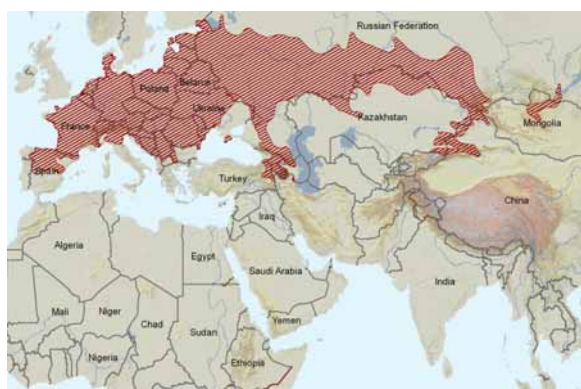 Russian Federation
Belarus
Poland
Ukraine
France
Kazakhstan
Mongolia
Spain
Turkey
China
Iraq
Algeria
Egypt
Saudi Arabia
India
Mali
Niger
Chad
Sudan
Yemen
Nigeria
Ethiopia